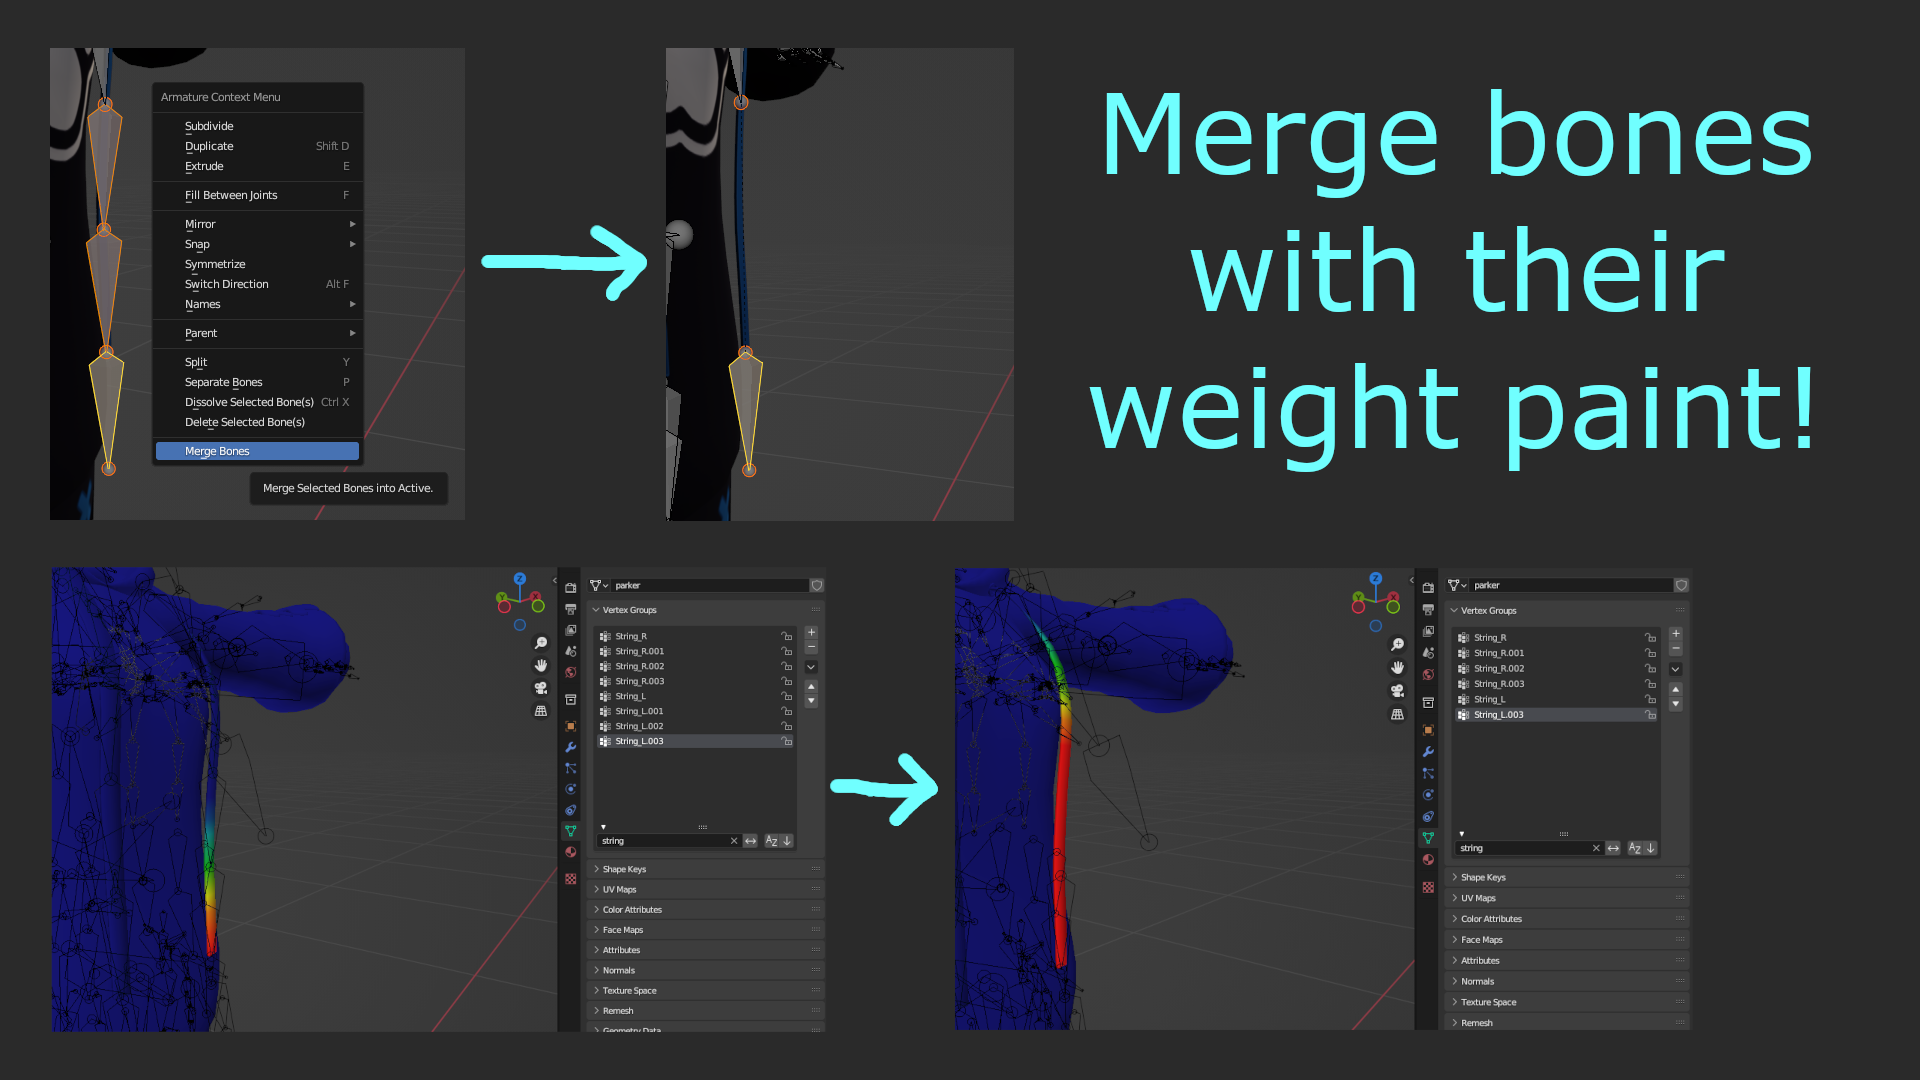 Armature Context Menu
Subdivide
Duplicate Shift D
Extrude E
Fill Between Joints F
Mirror
Snap
Symmetrize
Switch Direction Alt F
Names
Parent
Split Y
Separate Bones P
Dissolve Selected Bone(s) Ctrl X
Delete Selected Bone(s)
Merge Bones
Merge Selected Bones into Active.
Merge bones
with their
weight paint!
Z
Y
X
parker
Vertex Groups
String_R
String_R.001
String_R.002
String_R.003
String_L
String_L.001
String_L.002
String_L.003
string
AZ
Shape Keys
UV Maps
Color Attributes
Face Maps
Attributes
Normals
Texture Space
Remesh
Geometry Data
Z
Y
X
parker
Vertex Groups
String_R
String_R.001
String_R.002
String_R.003
String_L
String_L.003
string
AZ
Shape Keys
UV Maps
Color Attributes
Face Maps
Attributes
Normals
Texture Space
Remesh